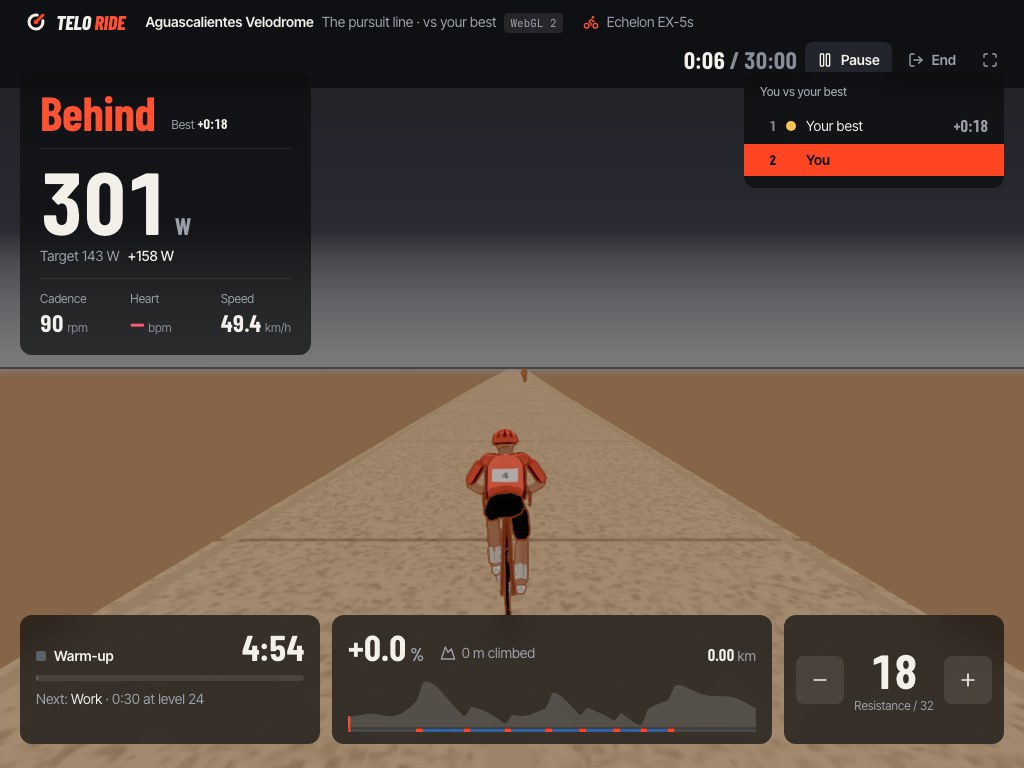 TELO RIDE Aguascalientes Velodrome The pursuit line · vs your best WebGL 2 Echelon EX-5s
0:06 / 30:00 Pause End
Behind Best +0:18
301 W
Target 143 W +158 W
Cadence Heart Speed
90 rpm – bpm 49.4 km/h
You vs your best
1 Your best +0:18
2 You
4
Warm-up 4:54
Next: Work · 0:30 at level 24
+0.0 % 0 m climbed 0.00 km
− 18 +
Resistance / 32